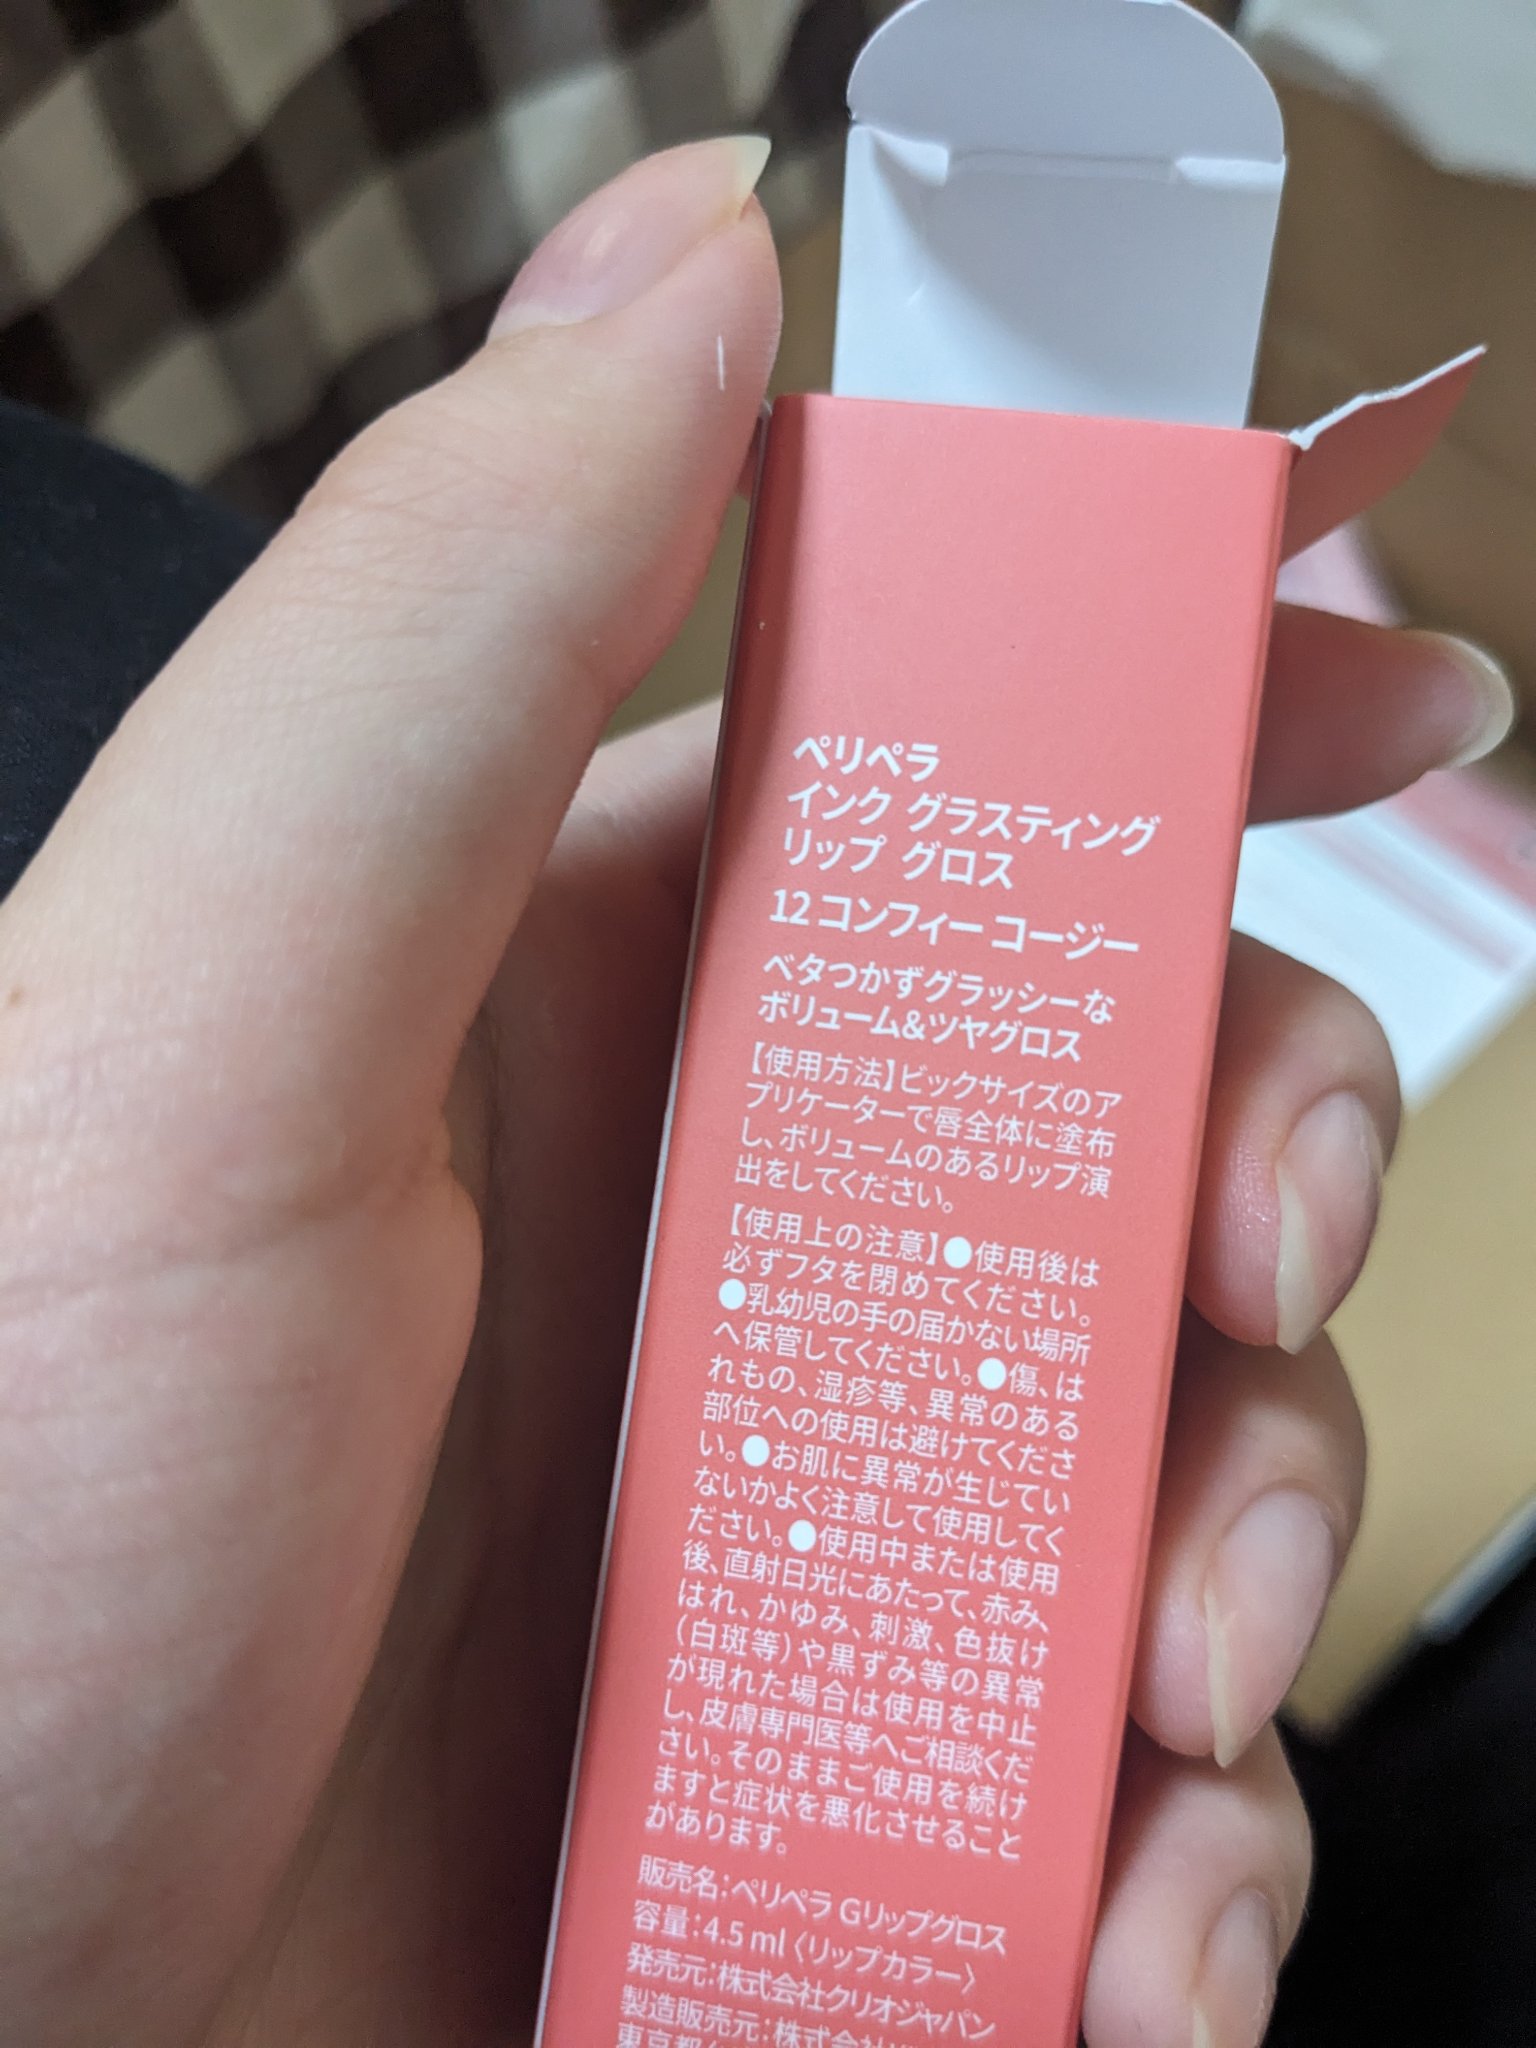 ペリペラ
インク グラスティング
リップ グロス
12 コンフィー コージー
ベタつかずグラッシーな
ボリューム&ツヤグロス
【使用方法】ビックサイズのア
プリケーターで唇全体に塗布
し、ボリュームのあるリップ演
出をしてください。
【使用上の注意】●使用後は
必ずフタを閉めてください。
●乳幼児の手の届かない場所
へ保管してください。●傷、は
れもの、湿疹等、異常のある
部位への使用は避けてくださ
い。●お肌に異常が生じてい
ないかよく注意して使用してく
ださい。●使用中または使用
後、直射日光にあたって、赤み、
はれ、かゆみ、刺激、色抜け
(白斑等)や黒ずみ等の異常
が現れた場合は使用を中止
し、皮膚専門医等へご相談くだ
さい。そのままご使用を続け
ますと症状を悪化させること
があります。
販売名：ペリペラ Gリップグロス
容量：4.5 ml〈リップカラー〉
発売元：株式会社クリオジャパン
製造販売元：株式会社
東京都